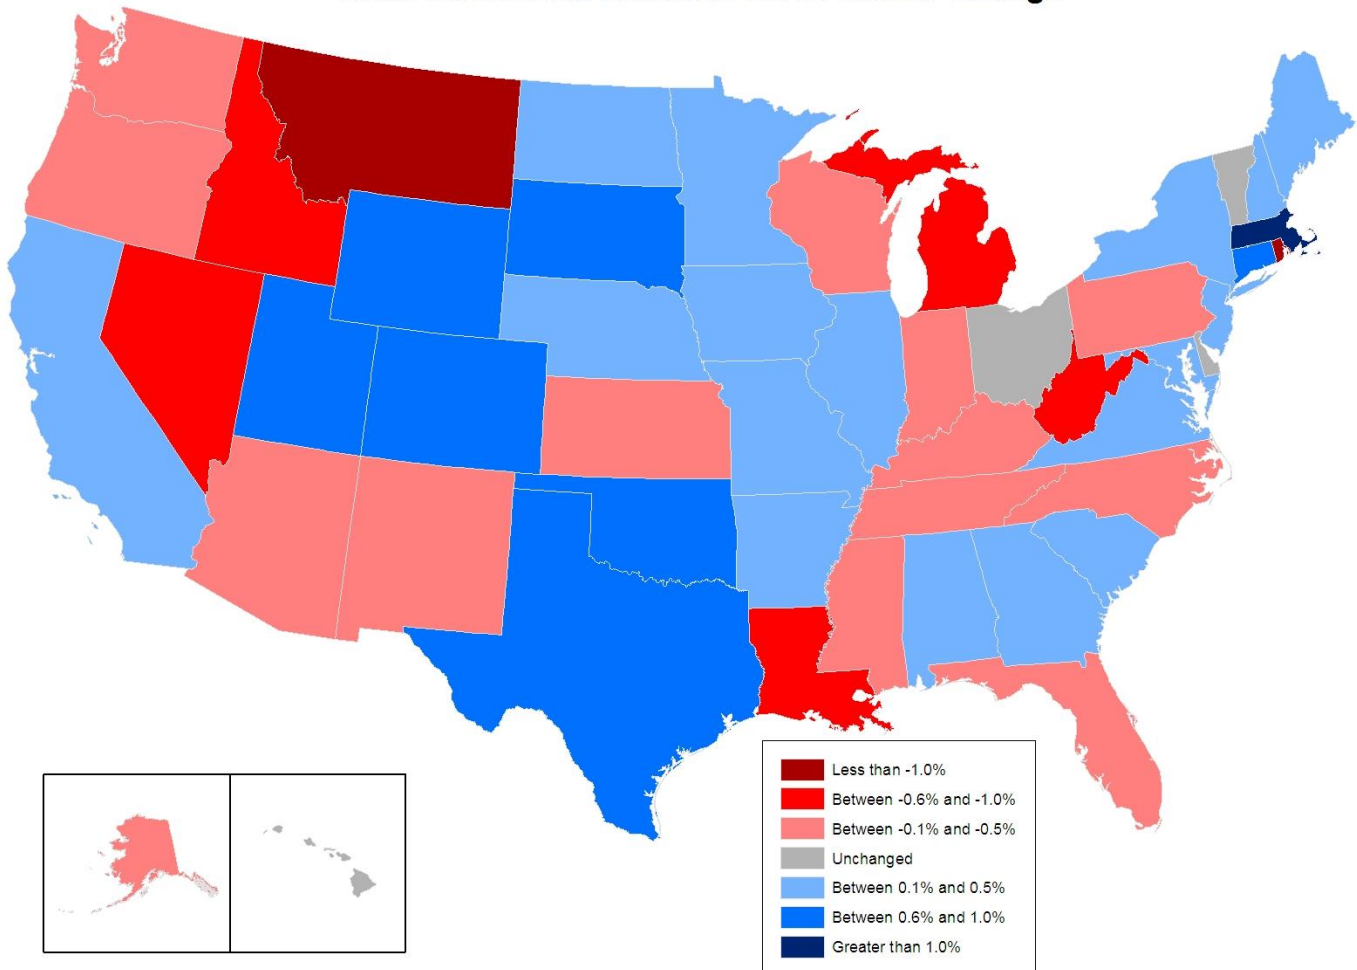 Less than -1.0%
Between -0.6% and -1.0%
Between -0.1% and -0.5%
Unchanged
Between 0.1% and 0.5%
Between 0.6% and 1.0%
Greater than 1.0%